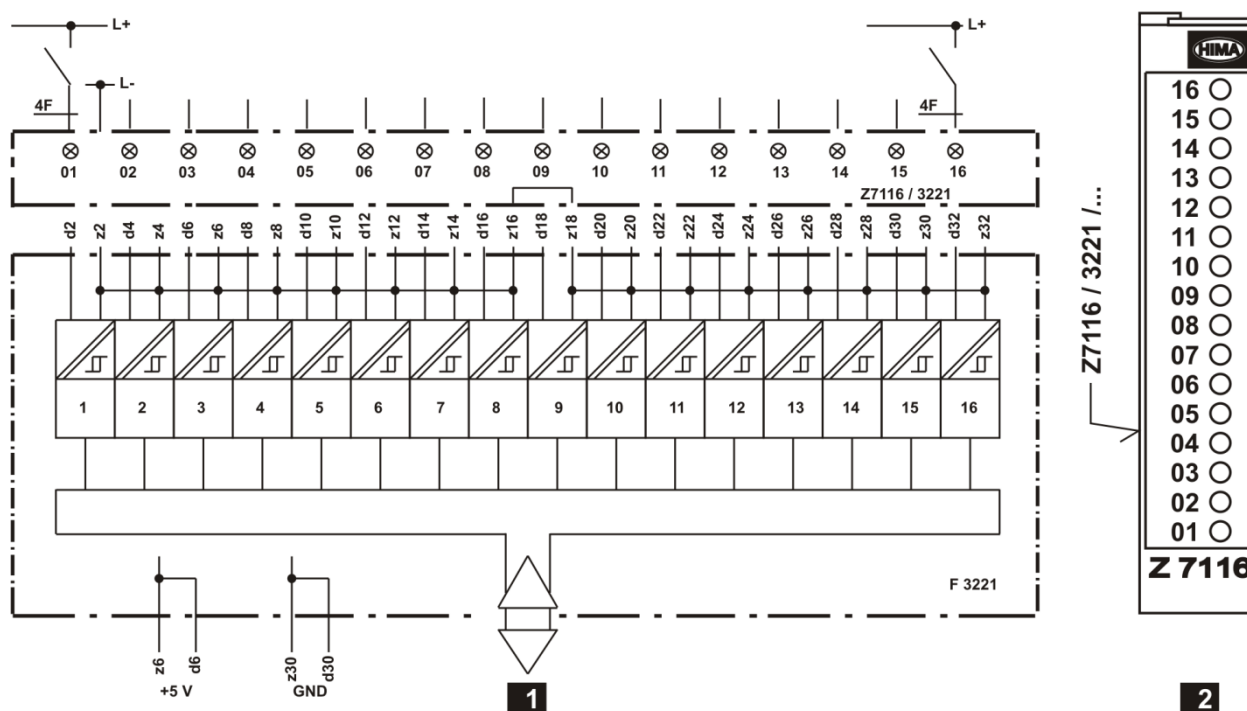 L+
L+
L-
4F
4F
01 02 03 04 05 06 07 08 09 10 11 12 13 14 15 16
Z7116 / 3221
d2 z2 d4 z4 d6 z6 d8 z8 d10 z10 d12 z12 d14 z14 d16 z16 d18 z18 d20 z20 d22 z22 d24 z24 d26 z26 d28 z28 d30 z30 d32 z32
1 2 3 4 5 6 7 8 9 10 11 12 13 14 15 16
F 3221
z6 d6
+5 V
z30 d30
GND
1
HIMA
16
15
14
13
12
11
10
09
08
07
06
05
04
03
02
01
Z 7116
Z7116 / 3221 /...
2